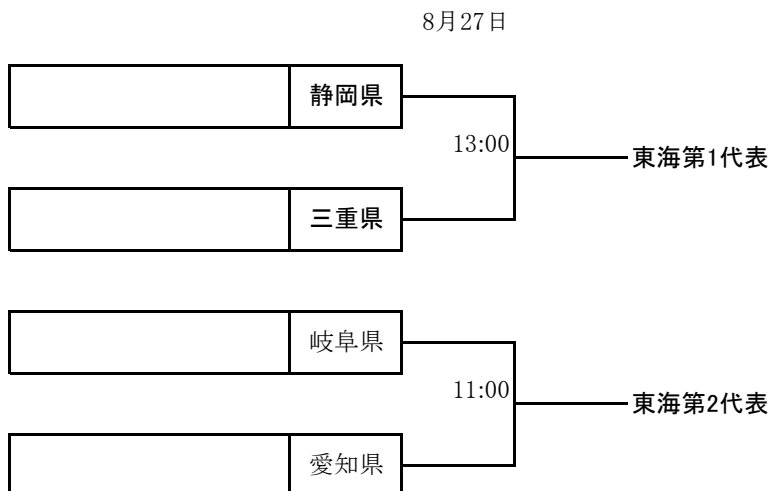 8月27日
静岡県
13:00
東海第1代表
三重県
岐阜県
11:00
東海第2代表
愛知県